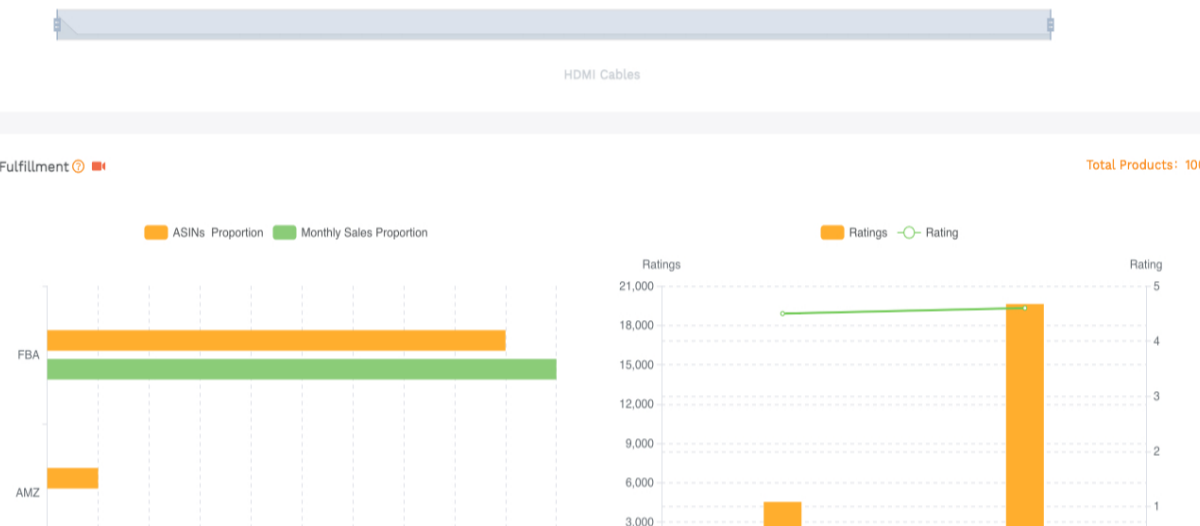 HDMI Cables
Fulfillment ?
Total Products: 10
ASINs Proportion Monthly Sales Proportion
Ratings Rating
Ratings Rating
21,000 5
18,000
4
15,000
3
12,000
9,000
2
6,000
1
3,000
FBA
AMZ